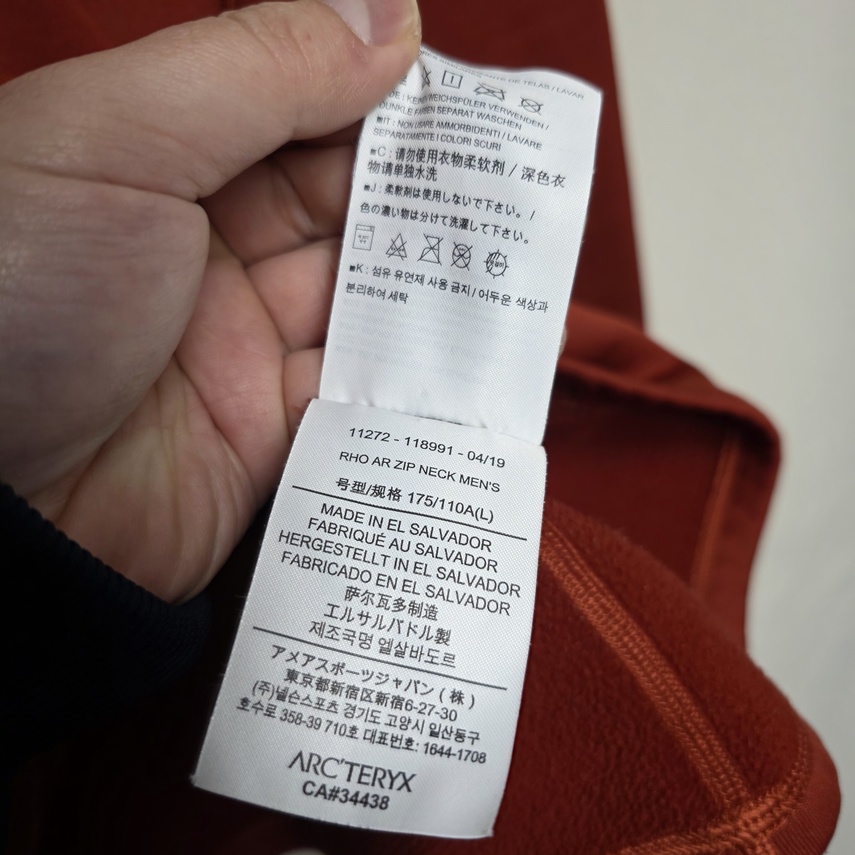 DE TELAS / LAVAR
DE : KEINE WEICHSPÜLER VERWENDEN /
DUNKLE FARBEN SEPARAT WASCHEN
■IT : NON USARE AMMORBIDENTI / LAVARE
SEPARATAMENTE I COLORI SCURI
■C : 请勿使用衣物柔软剂 / 深色衣
物请单独水洗
■J : 柔軟剤は使用しないで下さい。 /
色の濃い物は分けて洗濯して下さい。
■K : 섬유 유연제 사용 금지 / 어두운 색상과
분리하여 세탁
11272 - 118991 - 04/19
RHO AR ZIP NECK MEN'S
号型/规格 175/110A(L)
MADE IN EL SALVADOR
FABRIQUÉ AU SALVADOR
HERGESTELLT IN EL SALVADOR
FABRICADO EN EL SALVADOR
萨尔瓦多制造
エルサルバドル製
제조국명 엘살바도르
アメアスポーツジャパン ( 株 )
東京都新宿区新宿6-27-30
(주)넬슨스포츠 경기도 고양시 일산동구
호수로 358-39 710호 대표번호: 1644-1708
ARC'TERYX
CA#34438